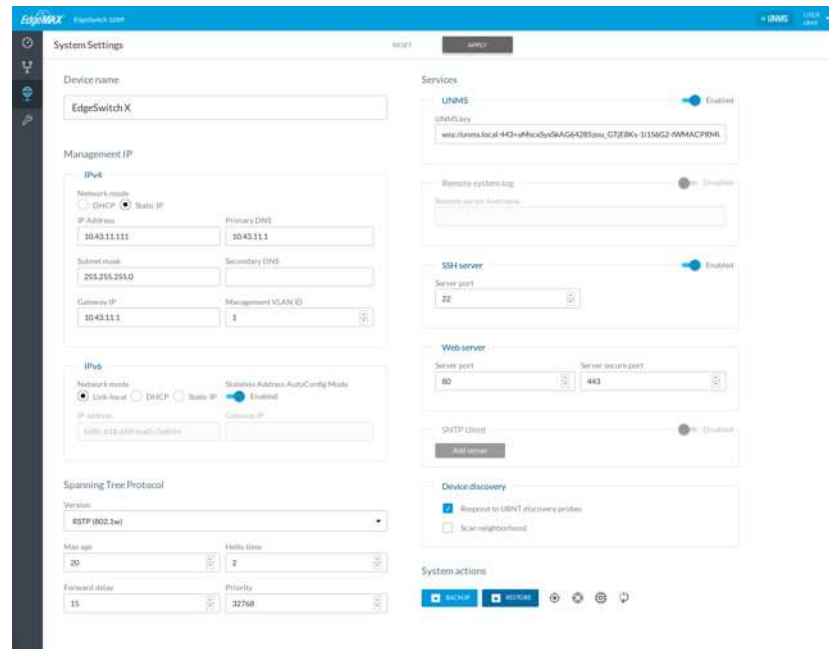 EdgeMAX EdgeSwitch 10XP
UNMS
USER
System Settings
RESET
APPLY
Device name
EdgeSwitch X
Management IP
IPv4
Network mode
DHCP Static IP
IP Address Primary DNS
10.43.11.111 10.43.11.1
Subnet mask Secondary DNS
255.255.255.0
Gateway IP Management VLAN ID
10.43.11.1 1
IPv6
Network mode Stateless Address AutoConfig Mode
Link-local DHCP Static IP Enabled
IP address Gateway IP
Spanning Tree Protocol
Version
RSTP (802.1w)
Max age Hello time
20 2
Forward delay Priority
15 32768
Services
UNMS Enabled
UNMS key
Remote system log Disabled
Remote server hostname
SSH server Enabled
Server port
22
Web server
Server port Server secure port
80 443
SNTP client Disabled
Add server
Device discovery
Respond to UBNT discovery probes
Scan neighborhood
System actions
BACKUP RESTORE